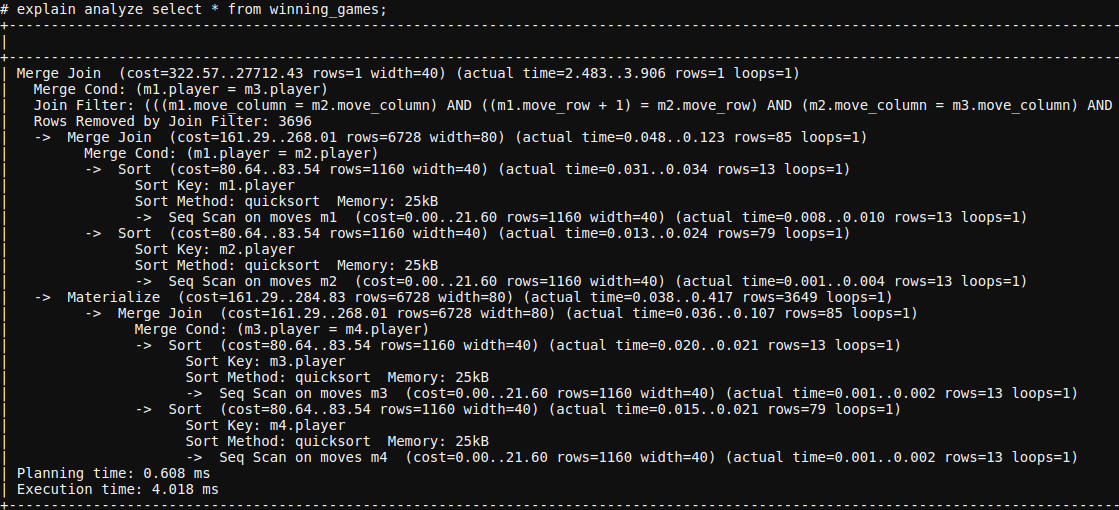 # explain analyze select * from winning_games;
Merge Join  (cost=322.57..27712.43 rows=1 width=40) (actual time=2.483..3.906 rows=1 loops=1)
Merge Cond: (m1.player = m3.player)
Join Filter: (((m1.move_column = m2.move_column) AND ((m1.move_row + 1) = m2.move_row) AND (m2.move_column = m3.move_column) AND
Rows Removed by Join Filter: 3696
->  Merge Join  (cost=161.29..268.01 rows=6728 width=80) (actual time=0.048..0.123 rows=85 loops=1)
Merge Cond: (m1.player = m2.player)
->  Sort  (cost=80.64..83.54 rows=1160 width=40) (actual time=0.031..0.034 rows=13 loops=1)
Sort Key: m1.player
Sort Method: quicksort  Memory: 25kB
->  Seq Scan on moves m1  (cost=0.00..21.60 rows=1160 width=40) (actual time=0.008..0.010 rows=13 loops=1)
->  Sort  (cost=80.64..83.54 rows=1160 width=40) (actual time=0.013..0.024 rows=79 loops=1)
Sort Key: m2.player
Sort Method: quicksort  Memory: 25kB
->  Seq Scan on moves m2  (cost=0.00..21.60 rows=1160 width=40) (actual time=0.001..0.004 rows=13 loops=1)
->  Materialize  (cost=161.29..284.83 rows=6728 width=80) (actual time=0.038..0.417 rows=3649 loops=1)
->  Merge Join  (cost=161.29..268.01 rows=6728 width=80) (actual time=0.036..0.107 rows=85 loops=1)
Merge Cond: (m3.player = m4.player)
->  Sort  (cost=80.64..83.54 rows=1160 width=40) (actual time=0.020..0.021 rows=13 loops=1)
Sort Key: m3.player
Sort Method: quicksort  Memory: 25kB
->  Seq Scan on moves m3  (cost=0.00..21.60 rows=1160 width=40) (actual time=0.001..0.002 rows=13 loops=1)
->  Sort  (cost=80.64..83.54 rows=1160 width=40) (actual time=0.015..0.021 rows=79 loops=1)
Sort Key: m4.player
Sort Method: quicksort  Memory: 25kB
->  Seq Scan on moves m4  (cost=0.00..21.60 rows=1160 width=40) (actual time=0.001..0.002 rows=13 loops=1)
Planning time: 0.608 ms
Execution time: 4.018 ms